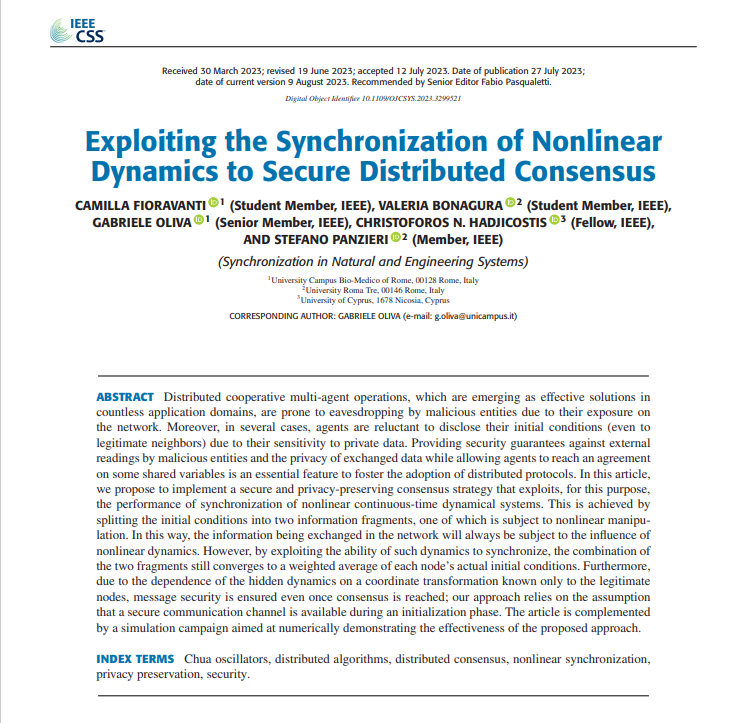 IEEE
CSS
Received 30 March 2023; revised 19 June 2023; accepted 12 July 2023. Date of publication 27 July 2023;
date of current version 9 August 2023. Recommended by Senior Editor Fabio Pasqualetti.
Digital Object Identifier 10.1109/OJCSYS.2023.3299521
Exploiting the Synchronization of Nonlinear
Dynamics to Secure Distributed Consensus
CAMILLA FIORAVANTI iD 1 (Student Member, IEEE), VALERIA BONAGURA iD 2 (Student Member, IEEE),
GABRIELE OLIVA iD 1 (Senior Member, IEEE), CHRISTOFOROS N. HADJICOSTIS iD 3 (Fellow, IEEE),
AND STEFANO PANZIERI iD 2 (Member, IEEE)
(Synchronization in Natural and Engineering Systems)
1University Campus Bio-Medico of Rome, 00128 Rome, Italy
2University Roma Tre, 00146 Rome, Italy
3University of Cyprus, 1678 Nicosia, Cyprus
CORRESPONDING AUTHOR: GABRIELE OLIVA (e-mail: g.oliva@unicampus.it)
ABSTRACT Distributed cooperative multi-agent operations, which are emerging as effective solutions in
countless application domains, are prone to eavesdropping by malicious entities due to their exposure on
the network. Moreover, in several cases, agents are reluctant to disclose their initial conditions (even to
legitimate neighbors) due to their sensitivity to private data. Providing security guarantees against external
readings by malicious entities and the privacy of exchanged data while allowing agents to reach an agreement
on some shared variables is an essential feature to foster the adoption of distributed protocols. In this article,
we propose to implement a secure and privacy-preserving consensus strategy that exploits, for this purpose,
the performance of synchronization of nonlinear continuous-time dynamical systems. This is achieved by
splitting the initial conditions into two information fragments, one of which is subject to nonlinear manipu-
lation. In this way, the information being exchanged in the network will always be subject to the influence of
nonlinear dynamics. However, by exploiting the ability of such dynamics to synchronize, the combination of
the two fragments still converges to a weighted average of each node's actual initial conditions. Furthermore,
due to the dependence of the hidden dynamics on a coordinate transformation known only to the legitimate
nodes, message security is ensured even once consensus is reached; our approach relies on the assumption
that a secure communication channel is available during an initialization phase. The article is complemented
by a simulation campaign aimed at numerically demonstrating the effectiveness of the proposed approach.
INDEX TERMS Chua oscillators, distributed algorithms, distributed consensus, nonlinear synchronization,
privacy preservation, security.